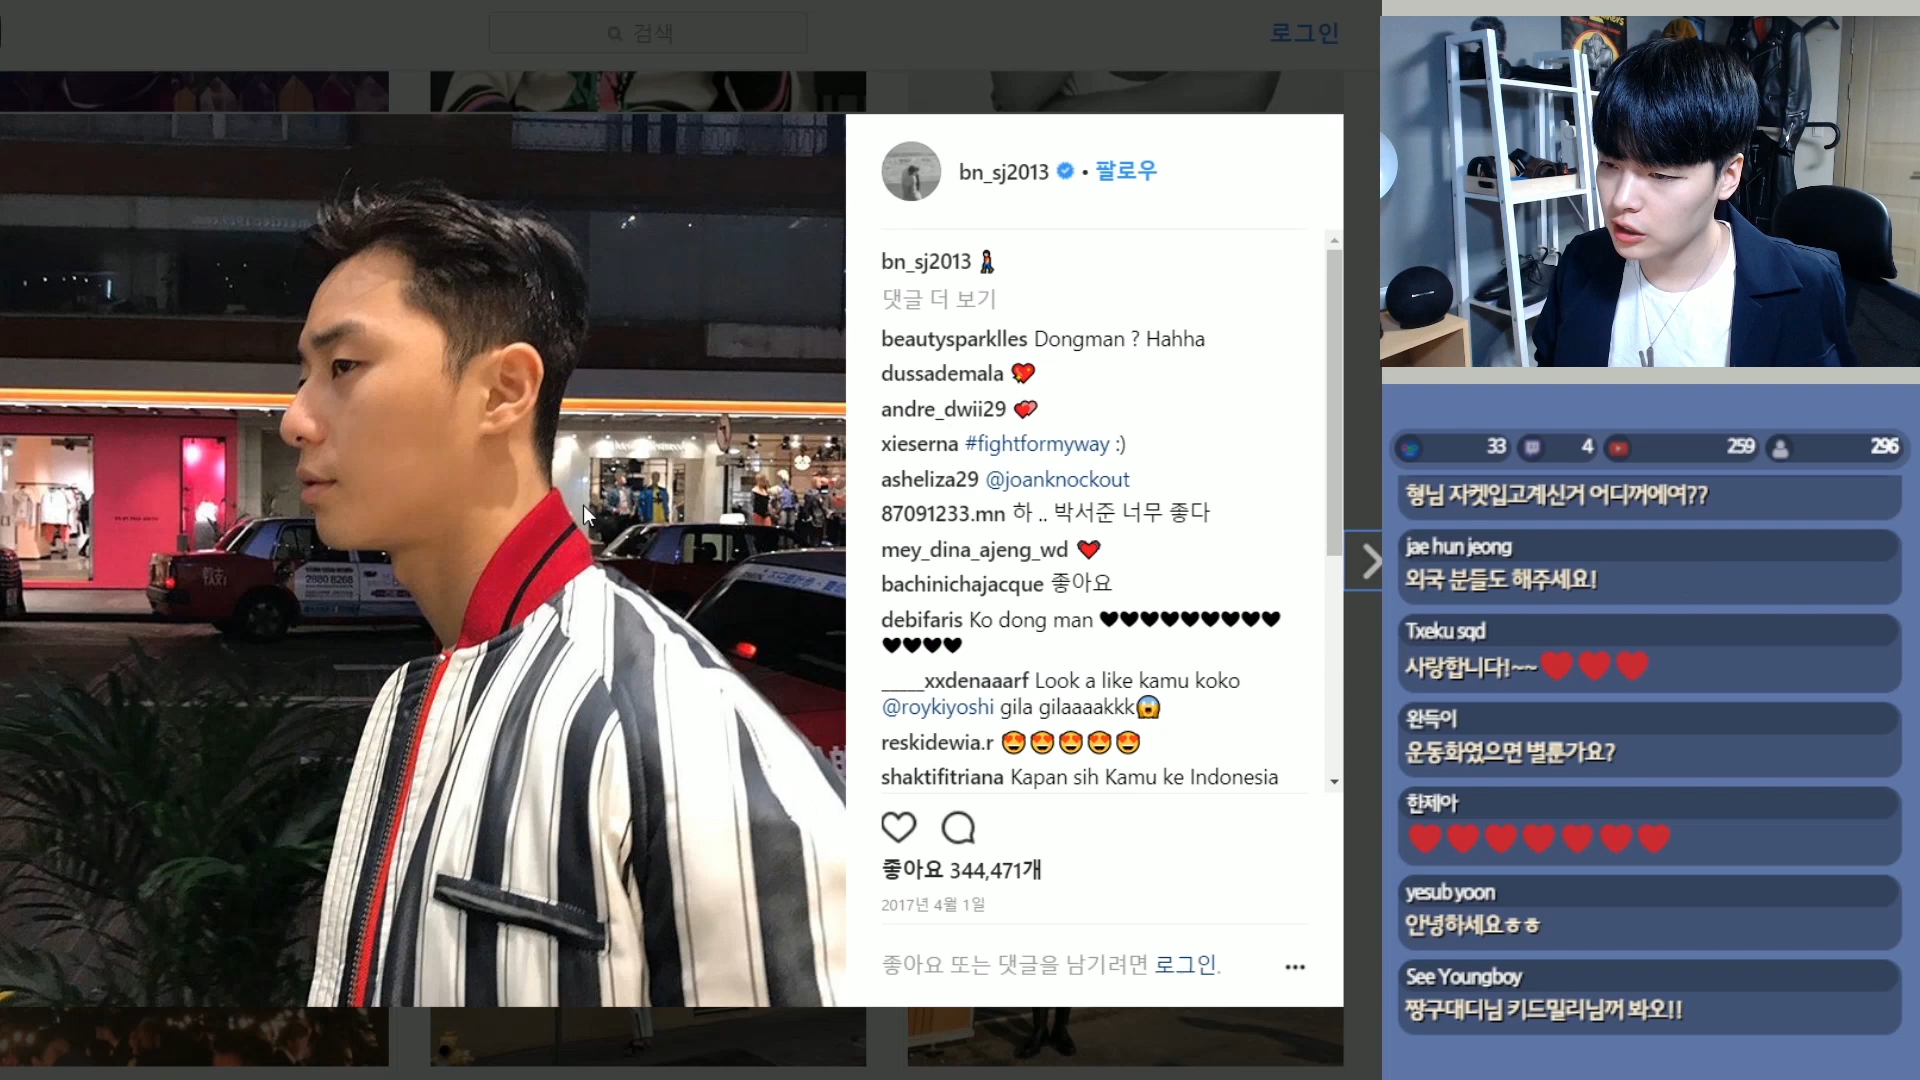 검색
로그인
bn_sj2013 • 팔로우
bn_sj2013
댓글 더 보기
beautysparklles Dongman ? Hahha
dussademala 💖
andre_dwii29 💕
xieserna #fightformyway :)
asheliza29 @joanknockout
87091233.mn 하 .. 박서준 너무 좋다
mey_dina_ajeng_wd ❤
bachinichajacque 좋아요
debifaris Ko dong man ♥♥♥♥♥♥♥♥♥
♥♥♥♥
____xxdenaaarf Look a like kamu koko
@roykiyoshi gila gilaaaakkk😱
reskidewia.r 😍😍😍😍😍
shaktifitriana Kapan sih Kamu ke Indonesia
좋아요 344,471개
2017년 4월 1일
좋아요 또는 댓글을 남기려면 로그인.
TAXI
2880 8268
33
4
259
296
형님 자켓입고계신거 어디꺼에여??
jae hun jeong
외국 분들도 해주세요!
Txeku sqd
사랑합니다!~~❤❤❤
완득이
운동화였으면 별룬가요?
한제아
❤❤❤❤❤❤❤
yesub yoon
안녕하세요ㅎㅎ
See Youngboy
짱구대디님 키드밀리님꺼 봐오!!